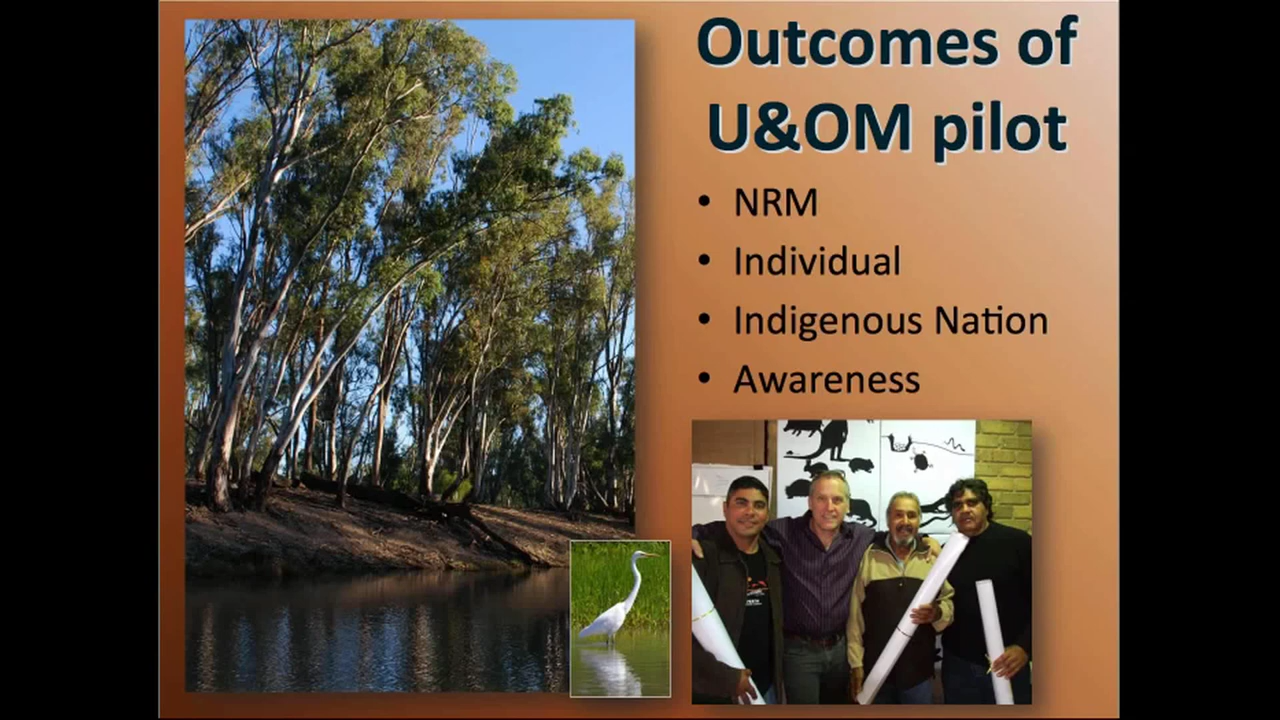 Outcomes of
U&OM pilot
• NRM
• Individual
• Indigenous Nation
• Awareness